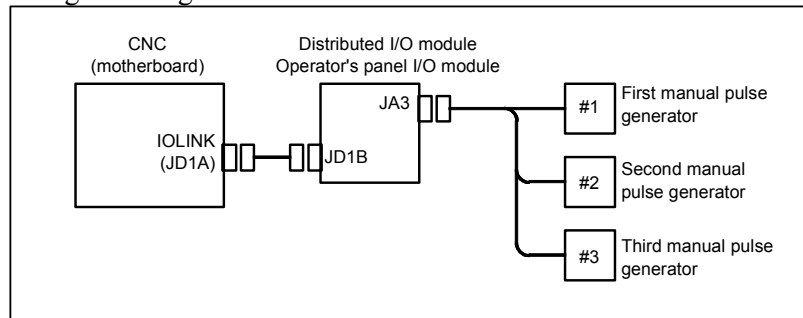 CNC
(motherboard)
Distributed I/O module
Operator's panel I/O module
IOLINK
(JD1A)
JD1B
JA3
#1
First manual pulse
generator
#2
Second manual
pulse generator
#3
Third manual pulse
generator